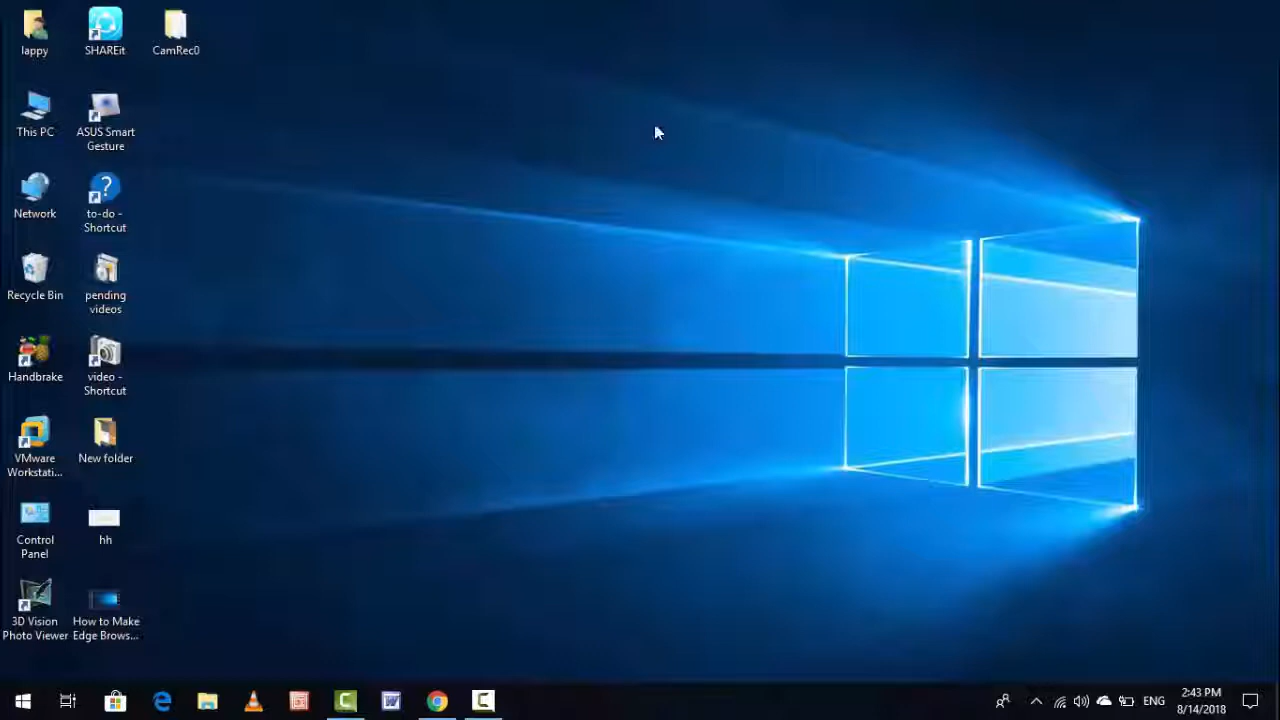 lappy
SHAREit
CamRec0
This PC
ASUS Smart
Gesture
Network
to-do -
Shortcut
Recycle Bin
pending
videos
Handbrake
video -
Shortcut
VMware
Workstati...
New folder
Control
Panel
hh
3D Vision
Photo Viewer
How to Make
Edge Brows...
ENG
2:43 PM
8/14/2018